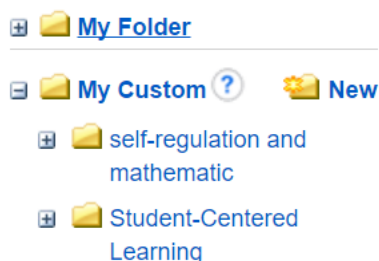 My Folder
My Custom ? New
self-regulation and
mathematic
Student-Centered
Learning